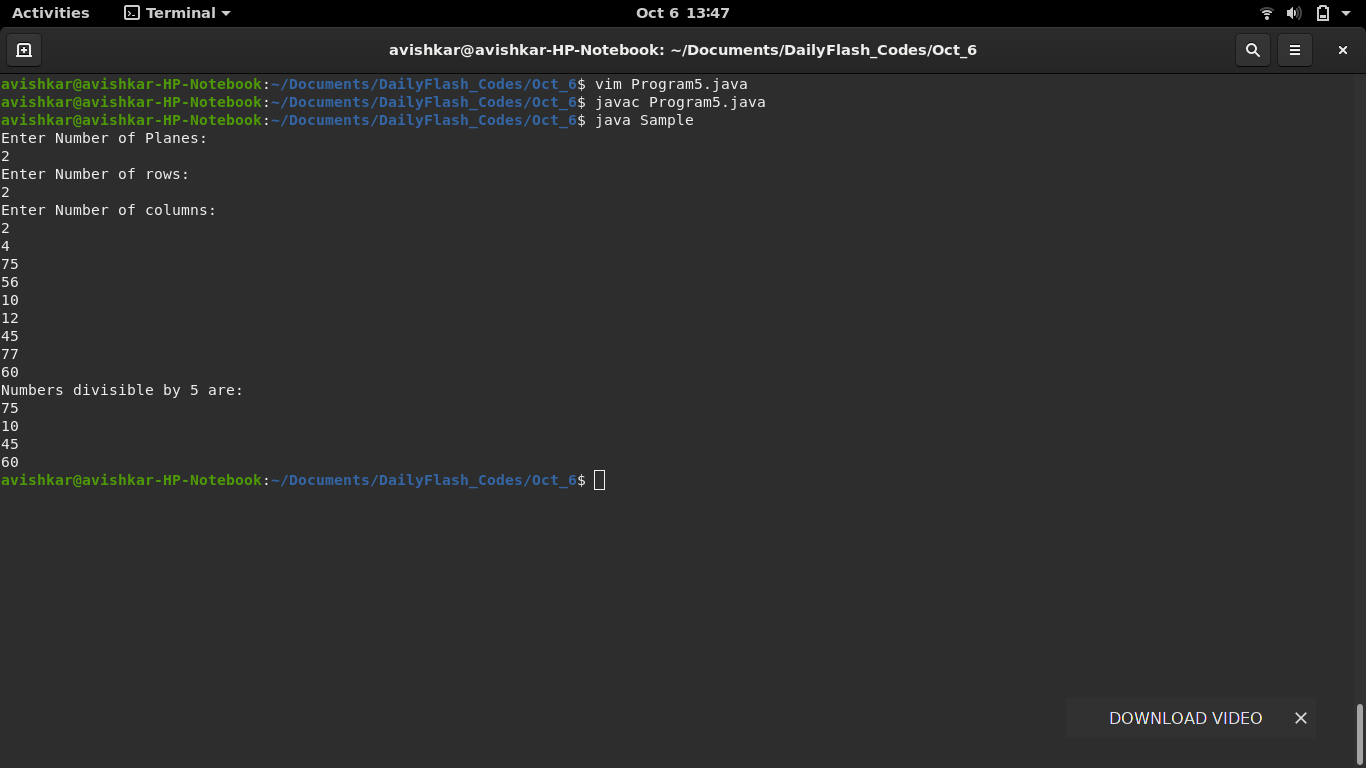 Activities Terminal Oct 6 13:47
avishkar@avishkar-HP-Notebook: ~/Documents/DailyFlash_Codes/Oct_6
avishkar@avishkar-HP-Notebook:~/Documents/DailyFlash_Codes/Oct_6$ vim Program5.java
avishkar@avishkar-HP-Notebook:~/Documents/DailyFlash_Codes/Oct_6$ javac Program5.java
avishkar@avishkar-HP-Notebook:~/Documents/DailyFlash_Codes/Oct_6$ java Sample
Enter Number of Planes:
2
Enter Number of rows:
2
Enter Number of columns:
2
4
75
56
10
12
45
77
60
Numbers divisible by 5 are:
75
10
45
60
avishkar@avishkar-HP-Notebook:~/Documents/DailyFlash_Codes/Oct_6$
DOWNLOAD VIDEO